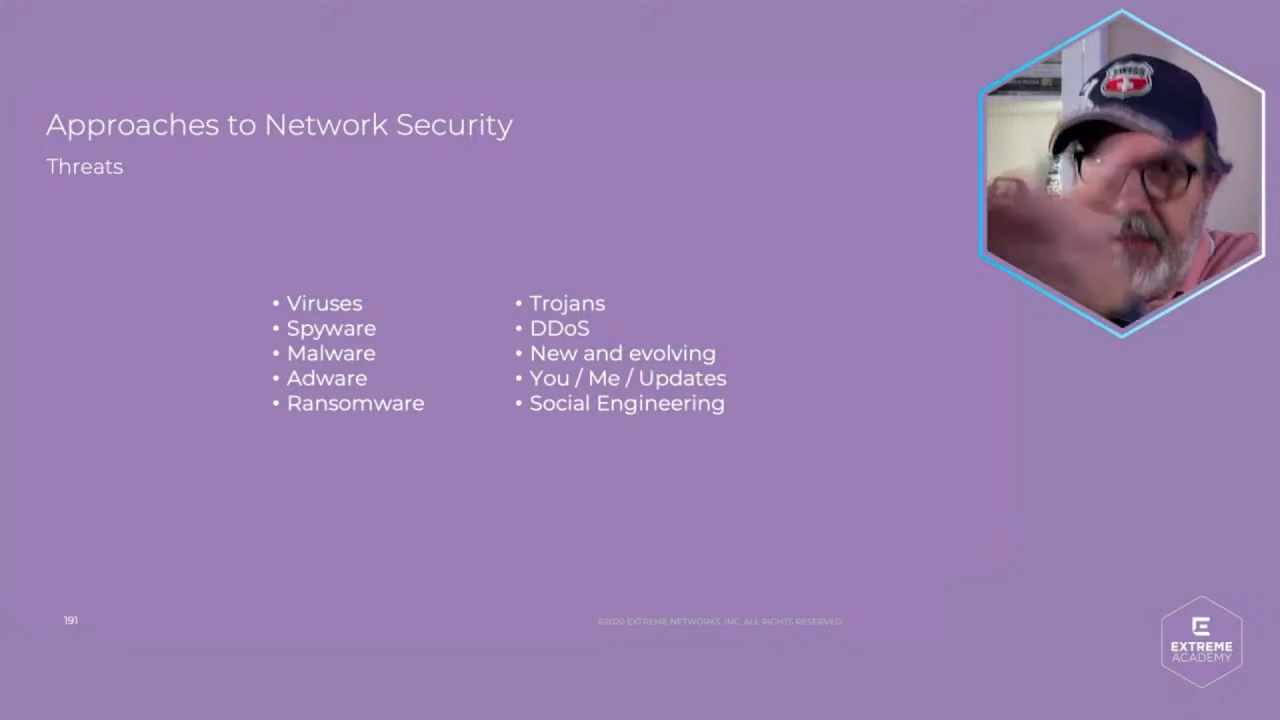 Approaches to Network Security
Threats
• Viruses
• Spyware
• Malware
• Adware
• Ransomware
• Trojans
• DDoS
• New and evolving
• You / Me / Updates
• Social Engineering
191
©2020 EXTREME NETWORKS, INC. ALL RIGHTS RESERVED.
EXTREME
ACADEMY